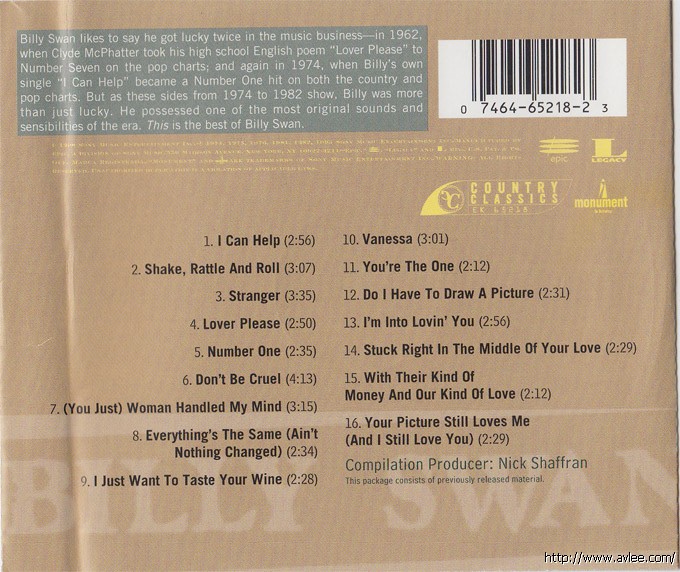 Billy Swan likes to say he got lucky twice in the music business—in 1962,
when Clyde McPhatter took his high school English poem “Lover Please” to
Number Seven on the pop charts; and again in 1974, when Billy's own
single “I Can Help” became a Number One hit on both the country and
pop charts. But as these sides from 1974 to 1982 show, Billy was more
than just lucky. He possessed one of the most original sounds and
sensibilities of the era. This is the best of Billy Swan.
0 7464-65218-2 3
epic
LEGACY
COUNTRY
CLASSICS
EK 65218
monument
1. I Can Help (2:56)
2. Shake, Rattle And Roll (3:07)
3. Stranger (3:35)
4. Lover Please (2:50)
5. Number One (2:35)
6. Don't Be Cruel (4:13)
7. (You Just) Woman Handled My Mind (3:15)
8. Everything's The Same (Ain't
Nothing Changed) (2:34)
9. I Just Want To Taste Your Wine (2:28)
10. Vanessa (3:01)
11. You're The One (2:12)
12. Do I Have To Draw A Picture (2:31)
13. I'm Into Lovin' You (2:56)
14. Stuck Right In The Middle Of Your Love (2:29)
15. With Their Kind Of
Money And Our Kind Of Love (2:12)
16. Your Picture Still Loves Me
(And I Still Love You) (2:29)
Compilation Producer: Nick Shaffran
This package consists of previously released material.
BILLY SWAN
http://www.avlee.com/